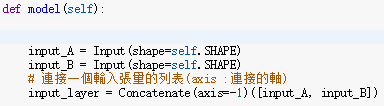 def model(self):
input_A = Input(shape=self.SHAPE)
input_B = Input(shape=self.SHAPE)
# 連接一個輸入張量的列表(axis :連接的軸)
input_layer = Concatenate(axis=-1)([input_A, input_B])